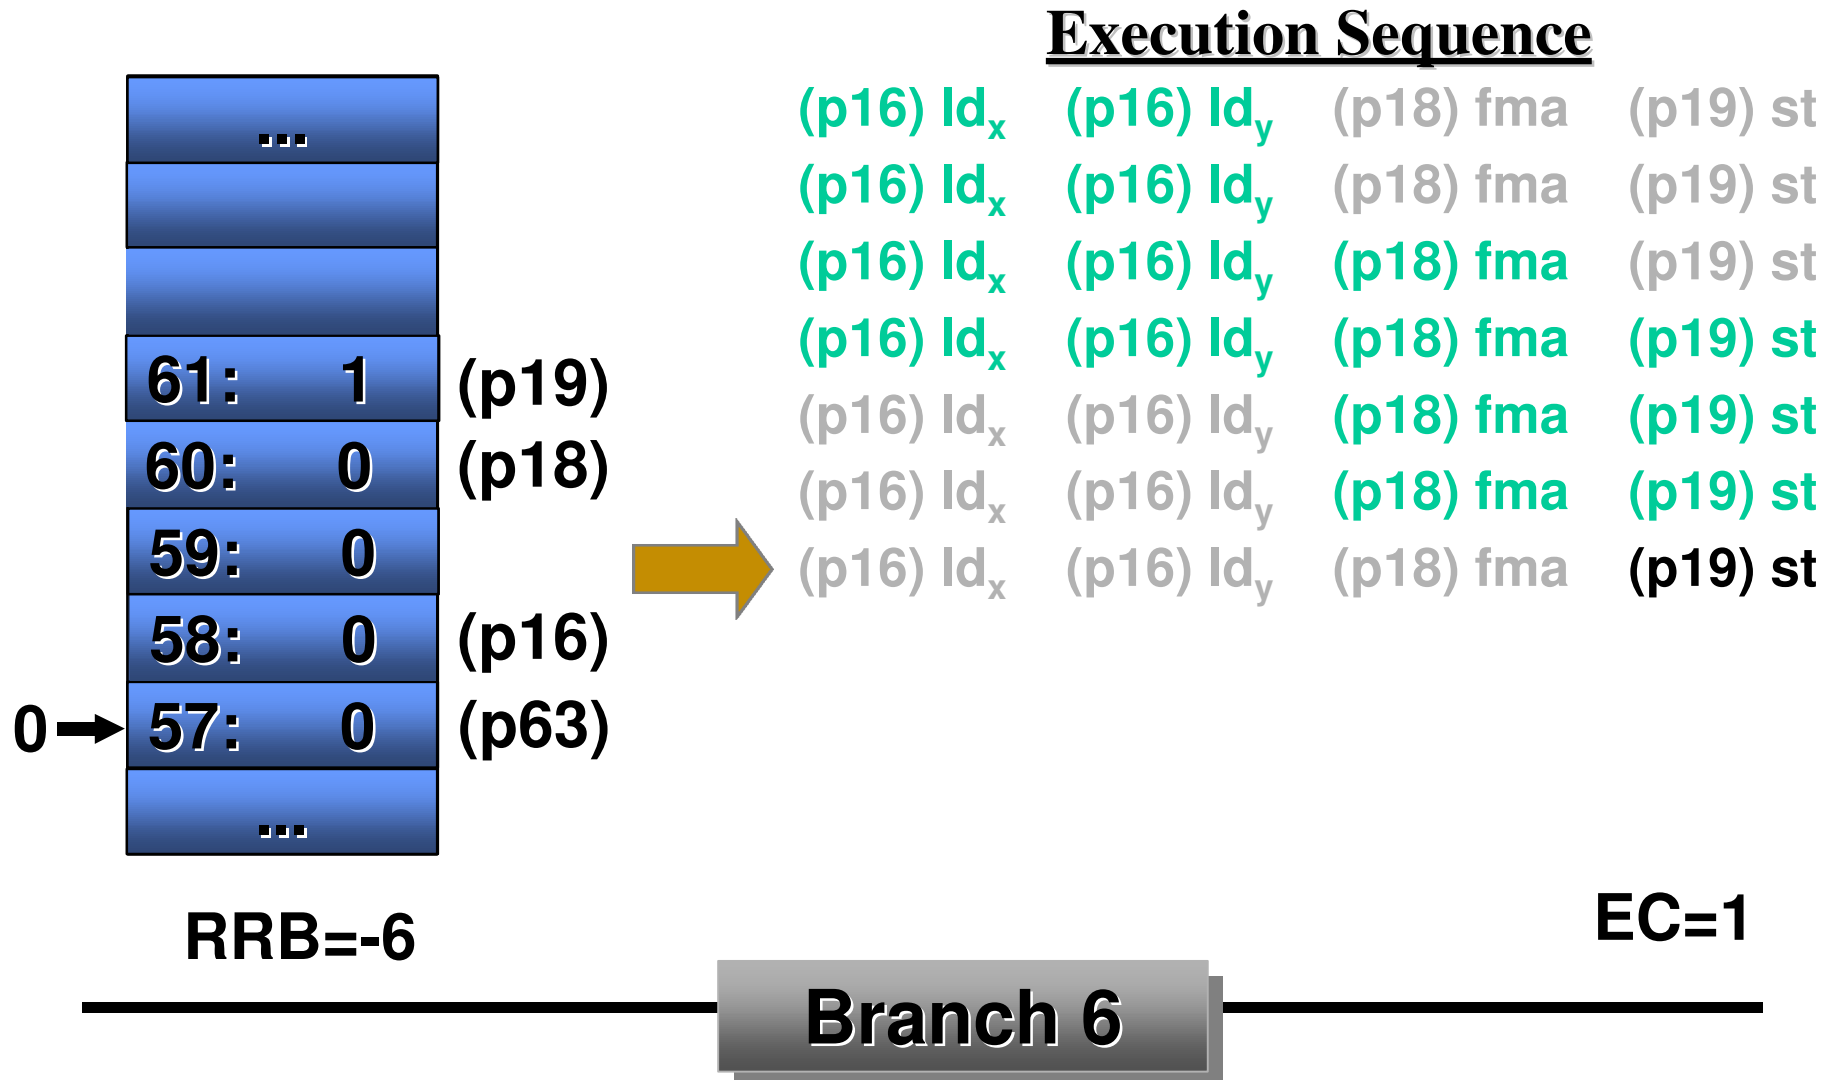 Execution Sequence
...
61: 1 (p19)
60: 0 (p18)
59: 0
58: 0 (p16)
0 57: 0 (p63)
...
RRB=-6
(p16) ldx (p16) ldy (p18) fma (p19) st
(p16) ldx (p16) ldy (p18) fma (p19) st
(p16) ldx (p16) ldy (p18) fma (p19) st
(p16) ldx (p16) ldy (p18) fma (p19) st
(p16) ldx (p16) ldy (p18) fma (p19) st
(p16) ldx (p16) ldy (p18) fma (p19) st
(p16) ldx (p16) ldy (p18) fma (p19) st
EC=1
Branch 6